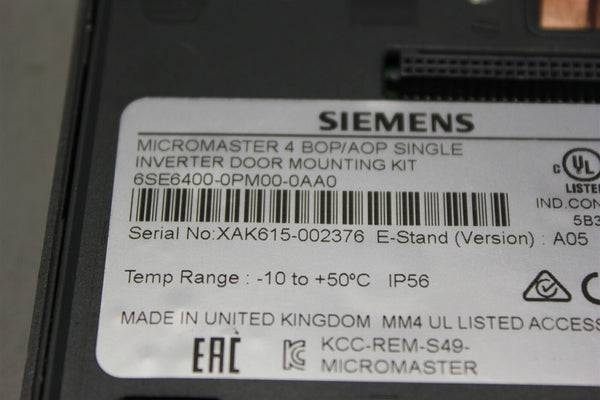 SIEMENS
MICROMASTER 4 BOP/AOP SINGLE
INVERTER DOOR MOUNTING KIT
6SE6400-0PM00-0AA0
C UL
LISTE
IND.CON
5B3
Serial No:XAK615-002376 E-Stand (Version) : A05
Temp Range : -10 to +50ºC IP56
MADE IN UNITED KINGDOM MM4 UL LISTED ACCESS
EAC KCC-REM-S49-
MICROMASTER